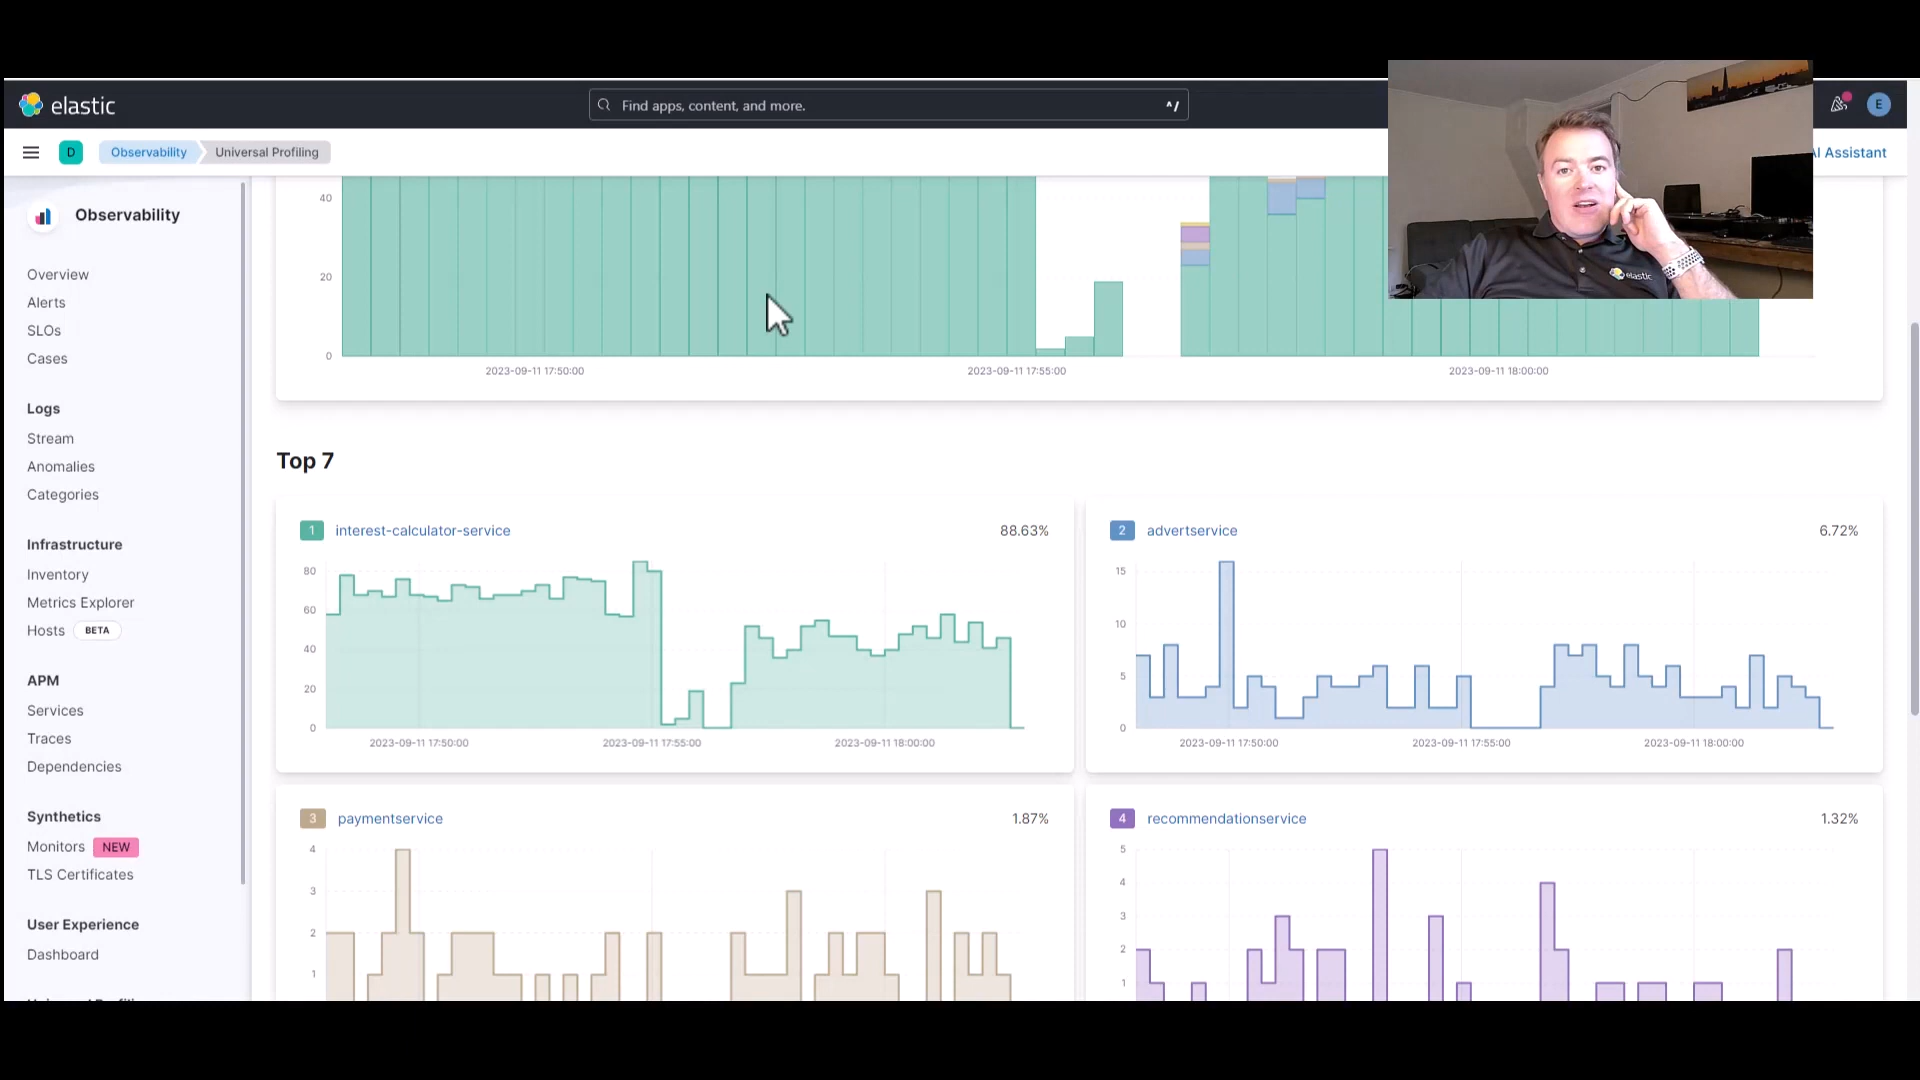 elastic
Find apps, content, and more.
^/
E
D
Observability
Universal Profiling
AI Assistant
elastic
Observability
Overview
Alerts
SLOs
Cases
Logs
Stream
Anomalies
Categories
Infrastructure
Inventory
Metrics Explorer
Hosts BETA
APM
Services
Traces
Dependencies
Synthetics
Monitors NEW
TLS Certificates
User Experience
Dashboard
40
20
0
2023-09-11 17:50:00
2023-09-11 17:55:00
2023-09-11 18:00:00
Top 7
1 interest-calculator-service 88.63%
80
60
40
20
0
2023-09-11 17:50:00
2023-09-11 17:55:00
2023-09-11 18:00:00
2 advertservice 6.72%
15
10
5
0
2023-09-11 17:50:00
2023-09-11 17:55:00
2023-09-11 18:00:00
3 paymentservice 1.87%
4
3
2
1
4 recommendationservice 1.32%
5
4
3
2
1